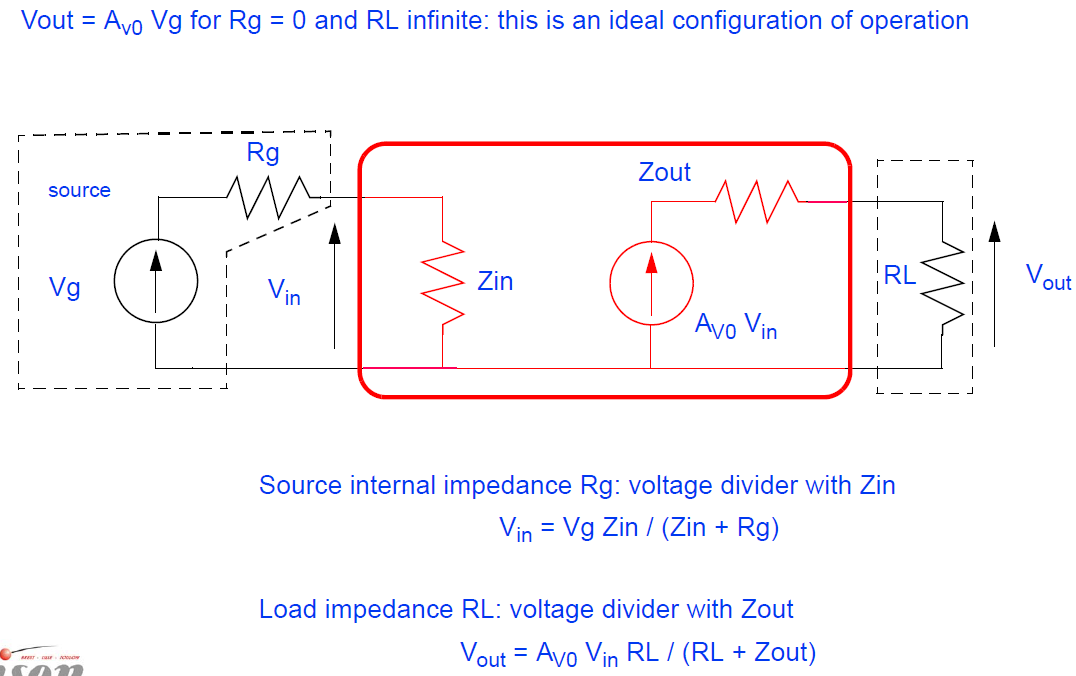 Vout = AV0 Vg for Rg = 0 and RL infinite: this is an ideal configuration of operation
Rg
Zout
source
Vg
Vin
Zin
AV0 Vin
RL
Vout
Source internal impedance Rg: voltage divider with Zin
Vin = Vg Zin / (Zin + Rg)
Load impedance RL: voltage divider with Zout
Vout = AV0 Vin RL / (RL + Zout)